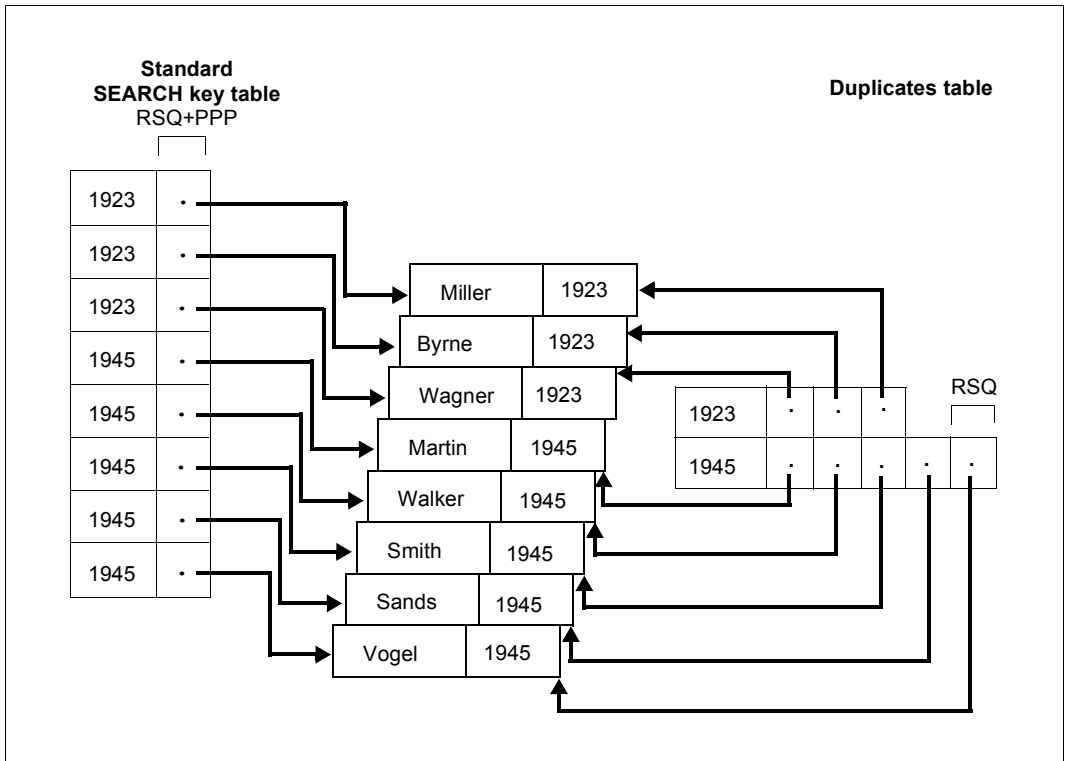 Standard
SEARCH key table
RSQ+PPP
Duplicates table
1923
1923
1923
1945
1945
1945
1945
1945
Miller 1923
Byrne 1923
Wagner 1923
Martin 1945
Walker 1945
Smith 1945
Sands 1945
Vogel 1945
RSQ
1923
1945